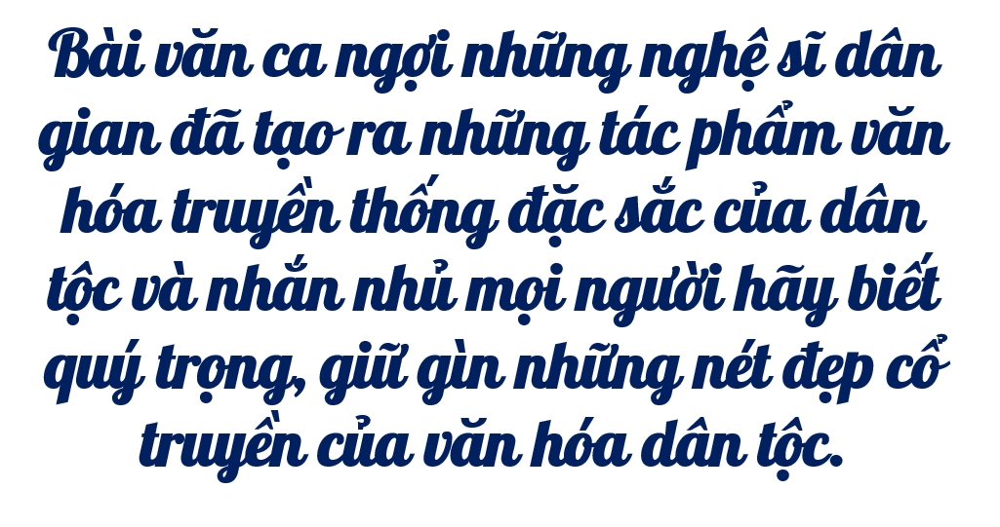 Bài văn ca ngợi những nghệ sĩ dân
gian đã tạo ra những tác phẩm văn
hóa truyền thống đặc sắc của dân
tộc và nhắn nhủ mọi người hãy biết
quý trọng, giữ gìn những nét đẹp cổ
truyền của văn hóa dân tộc.